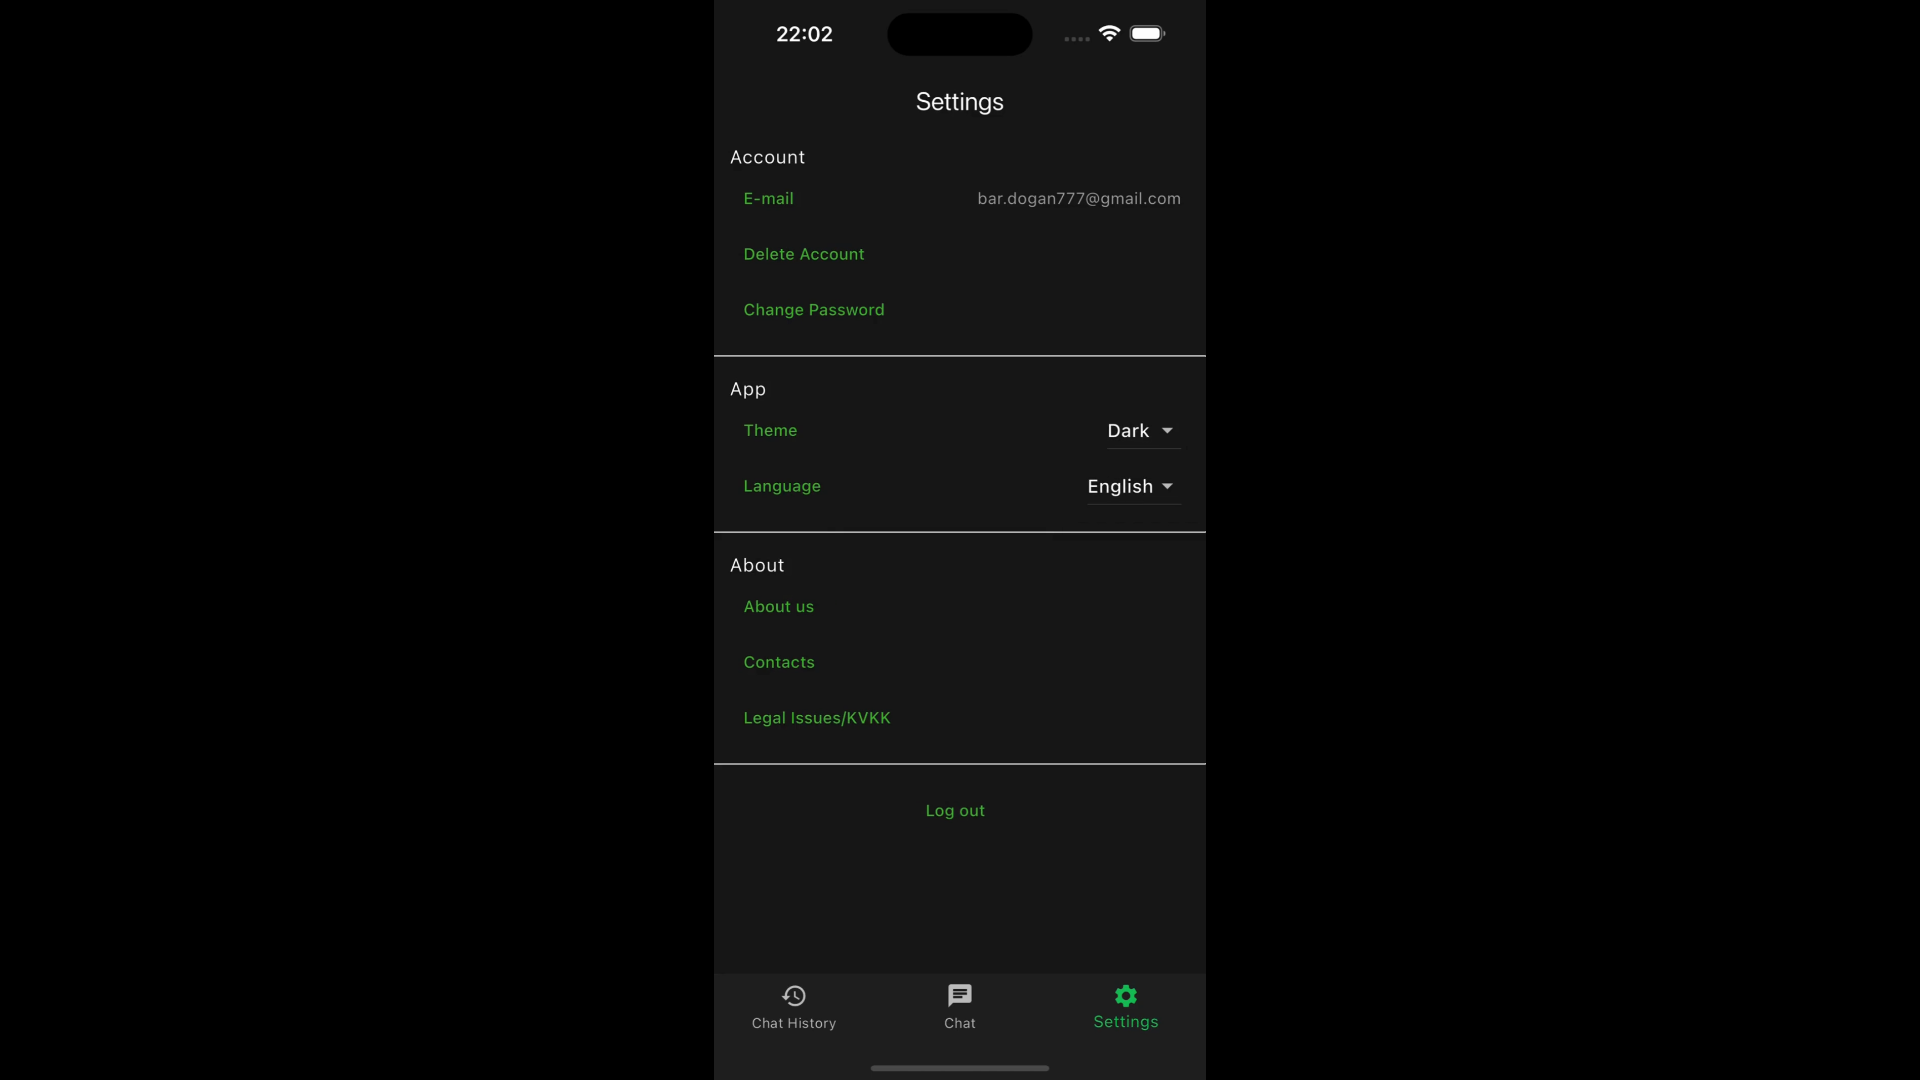 22:02
Settings
Account
E-mail bar.dogan777@gmail.com
Delete Account
Change Password
App
Theme Dark
Language English
About
About us
Contacts
Legal Issues/KVKK
Log out
Chat History Chat Settings